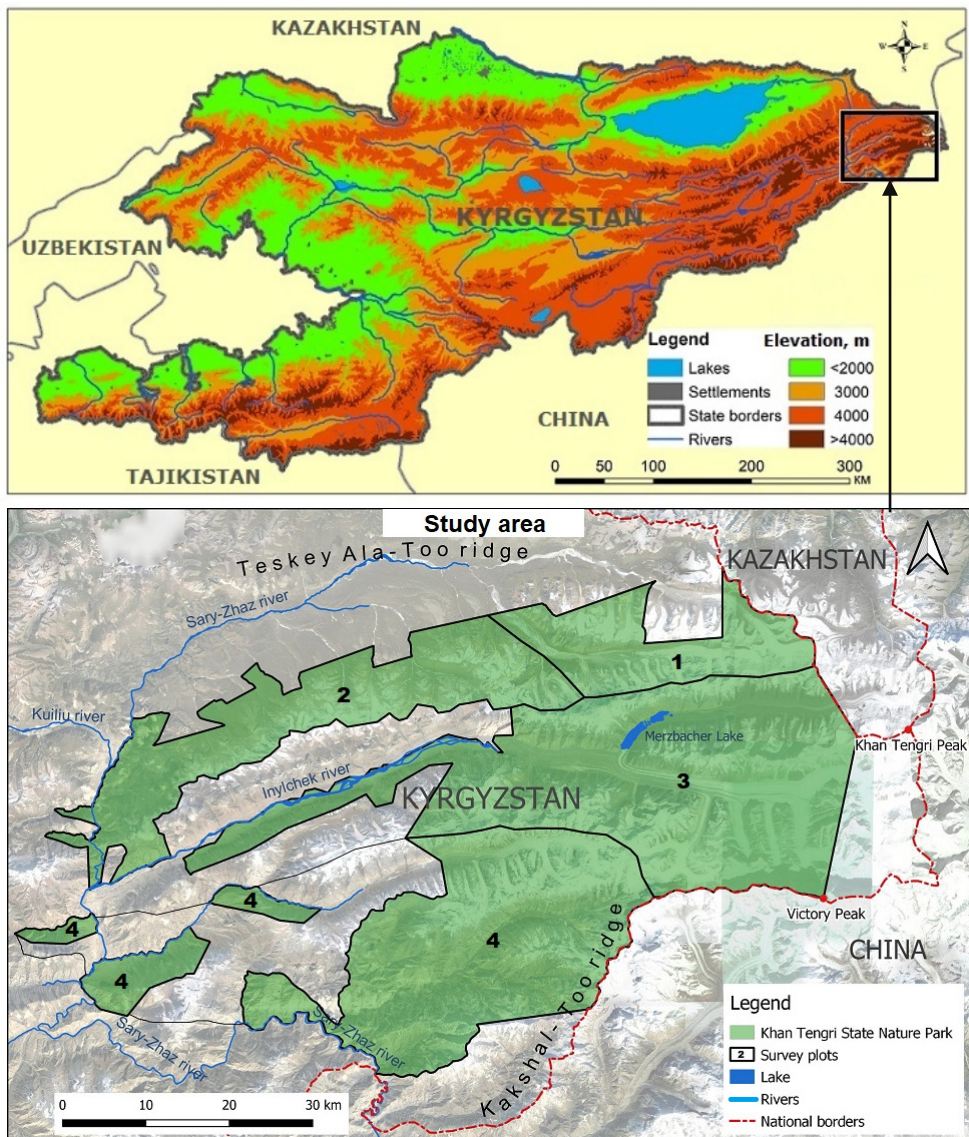 KAZAKHSTAN
N
W E
S
KYRGYZSTAN
UZBEKISTAN
Legend
Lakes
Settlements
State borders
Rivers
Elevation, m
<2000
3000
4000
>4000
CHINA
TAJIKISTAN
0 50 100 200 300
KM
Study area
Teskey Ala-Too ridge
KAZAKHSTAN
Sary-Zhaz river
1
2
Kuiliu river
Merzbacher Lake
Khan Tengri Peak
Inylchek river
3
KYRGYZSTAN
4
4
4
4
Victory Peak
CHINA
Kakshal-Too ridge
Sary-Zhaz river
Sary-Zhaz river
Legend
Khan Tengri State Nature Park
2 Survey plots
Lake
Rivers
National borders
0 10 20 30 km